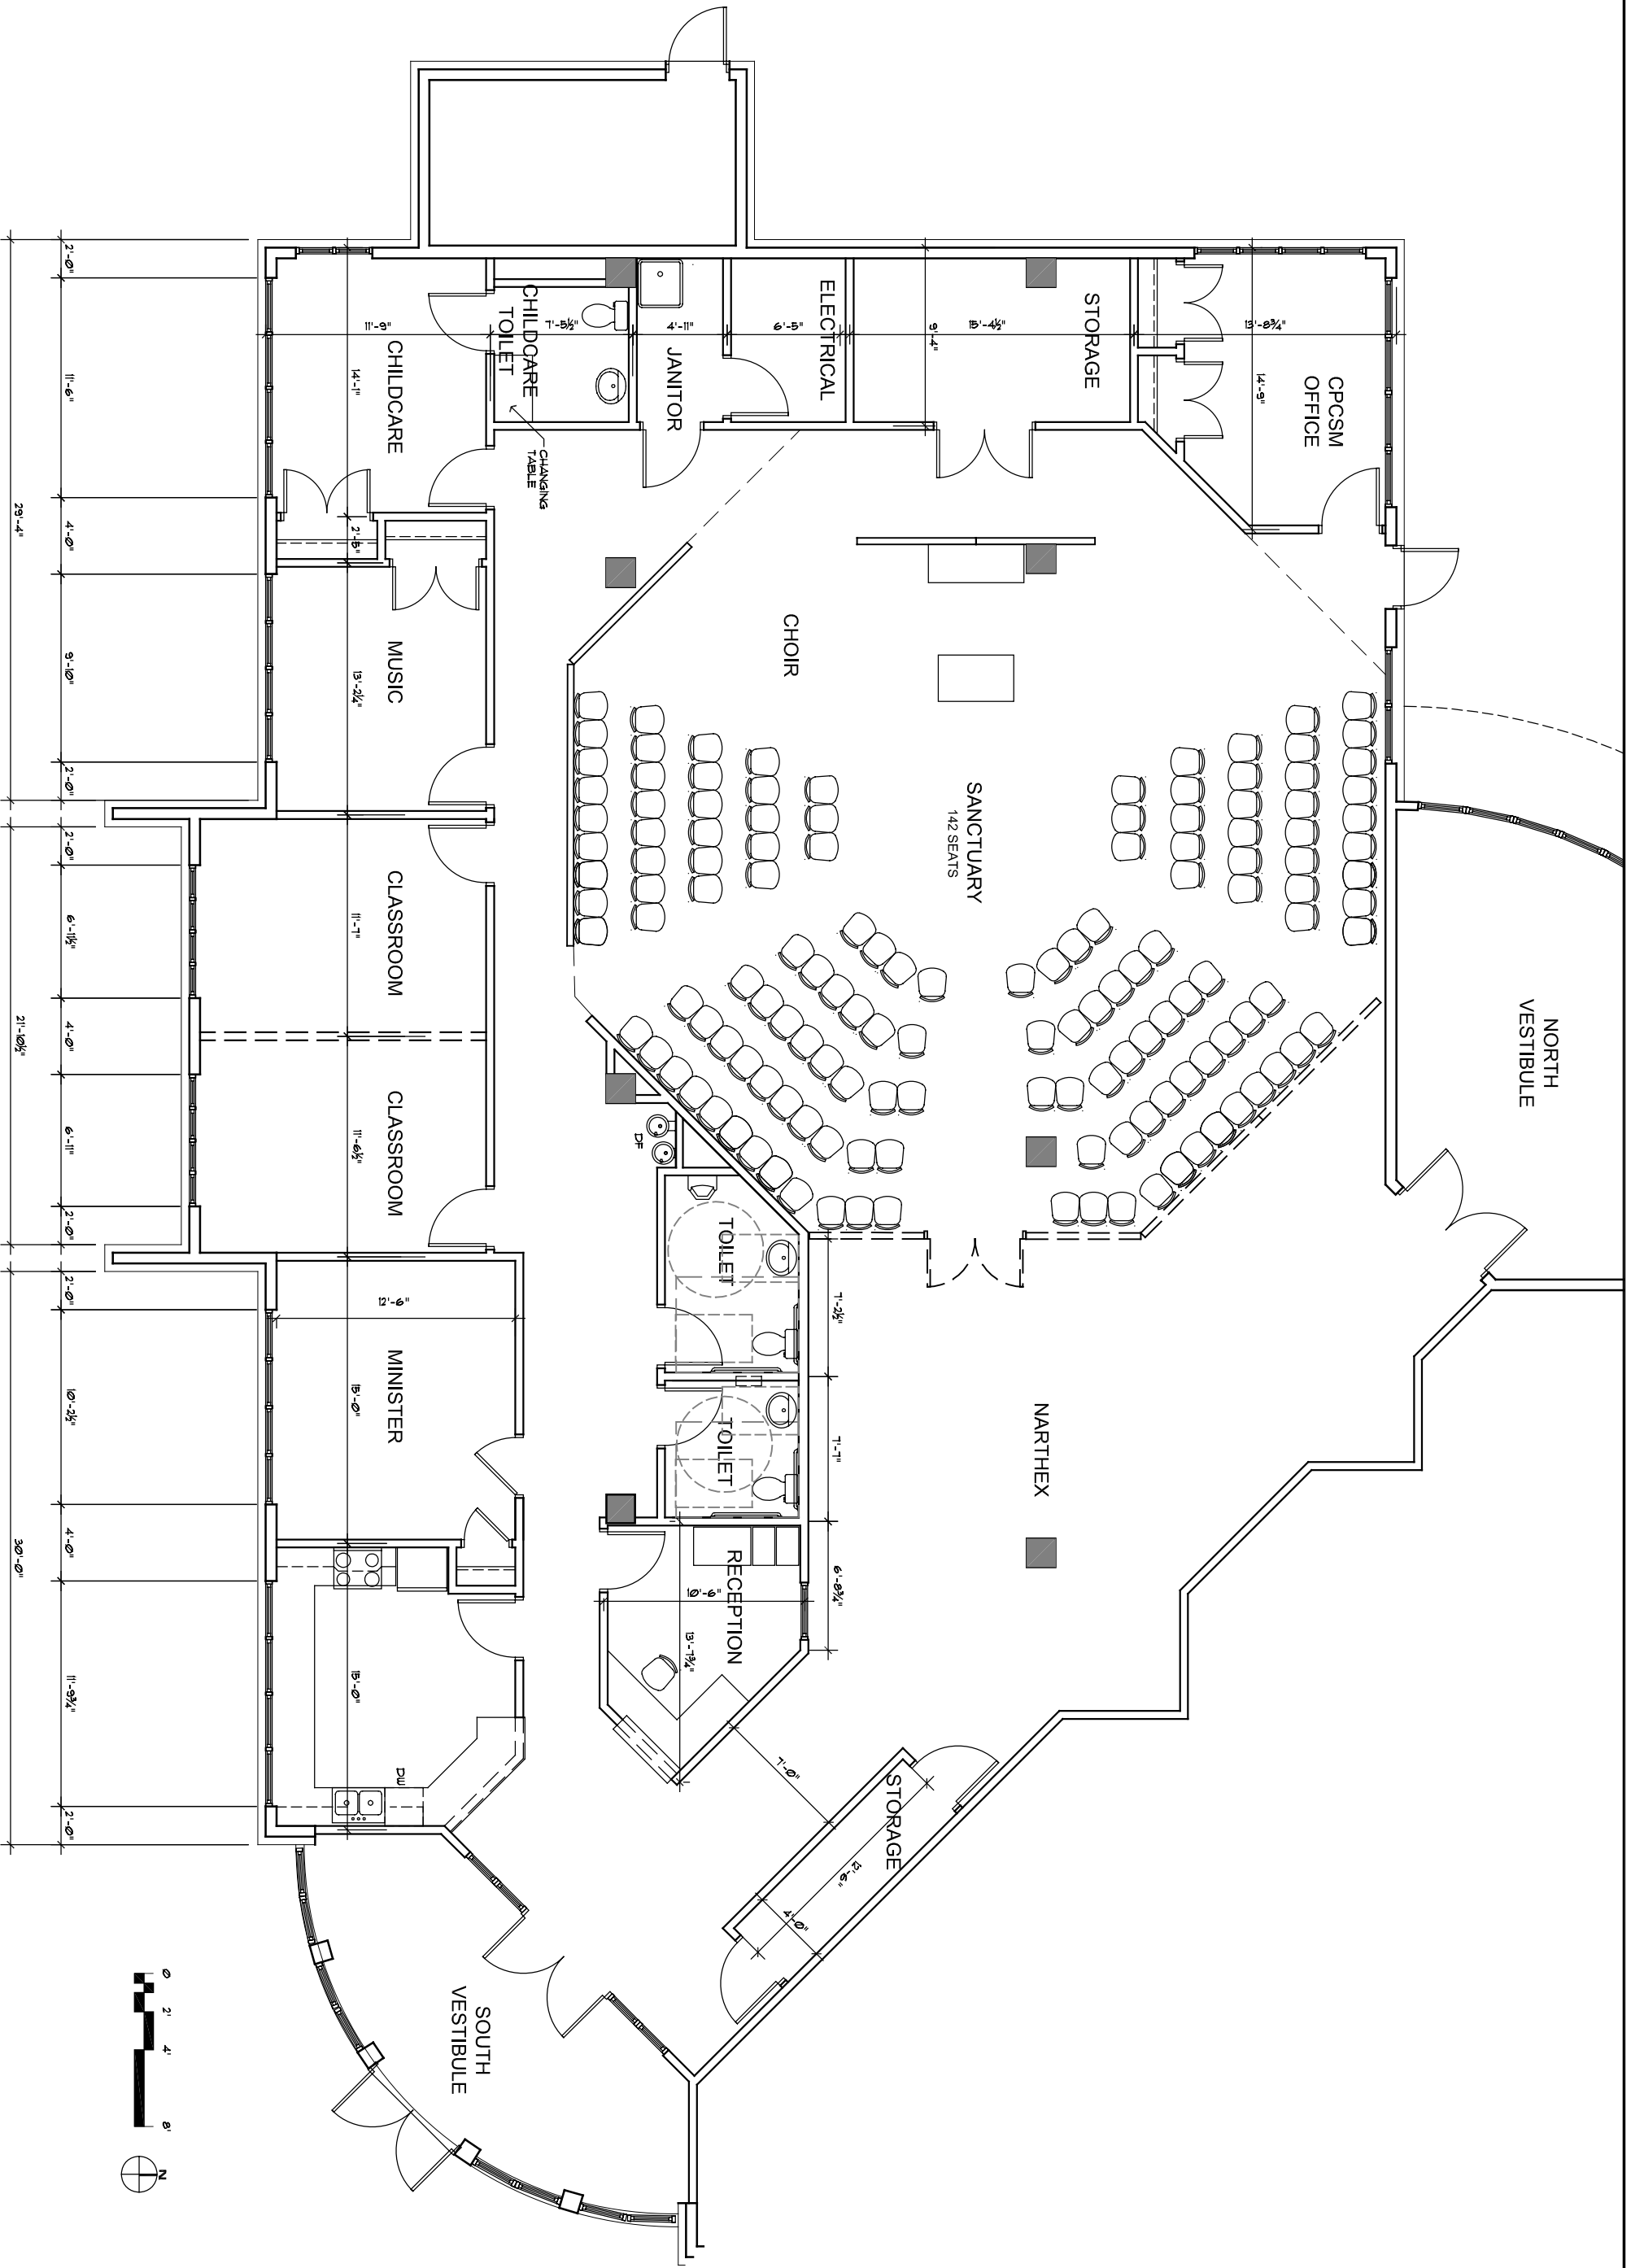 NORTH
VESTIBULE
CPCSM
OFFICE
13'-8¾"
14'-9"
STORAGE
NARTHEX
15'-4½"
SANCTUARY
142 SEATS
9'-4"
STORAGE
12'-6"
7'-2½" 7'-7" 6'-8¾"
ELECTRICAL
6'-5"
CHOIR
4'-0"
7'-0"
RECEPTION
TOILET
TOILET
10'-6"
13'-7¾"
JANITOR
4'-11"
DF
7'-5½"
CHILDCARE
TOILET
CHANGING
TABLE
SOUTH
VESTIBULE
CHILDCARE
MUSIC
CLASSROOM
CLASSROOM
MINISTER
DW
11'-9"
12'-6"
14'-1" 2'-5" 13'-2¼" 11'-7" 11'-6½" 15'-0" 15'-0"
0 2' 4' 8'
N
2'-0" 11'-6" 4'-0" 9'-10" 2'-0" 2'-0" 6'-11½" 4'-0" 6'-11" 2'-0" 2'-0" 10'-2½" 4'-0" 11'-9¾" 2'-0"
29'-4" 21'-10½" 30'-0"